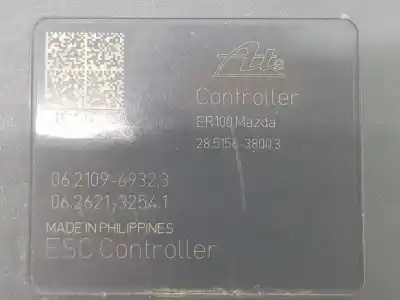 Ate
Controller
ER100 Mazda
28.5156-3800.3
06.2109-6932.3
06.2621-3254.1
MADE IN PHILIPPINES
ESC Controller